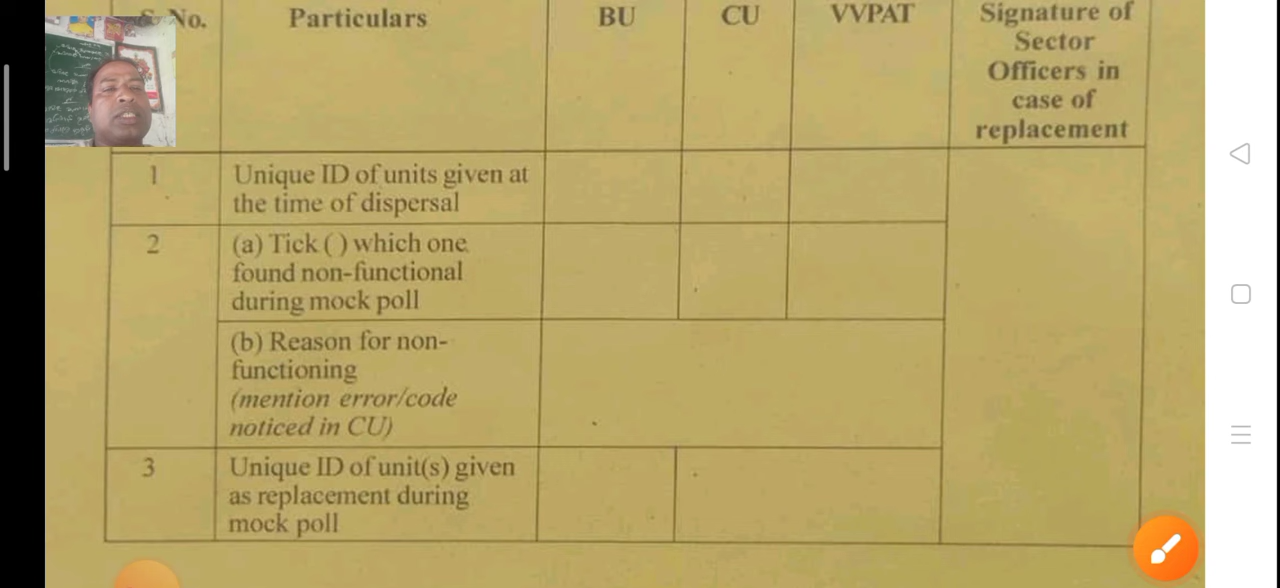 S. No. Particulars BU CU VVPAT Signature of
Sector
Officers in
case of
replacement
1 Unique ID of units given at
the time of dispersal
2 (a) Tick ( ) which one
found non-functional
during mock poll
(b) Reason for non-
functioning
(mention error/code
noticed in CU)
3 Unique ID of unit(s) given
as replacement during
mock poll